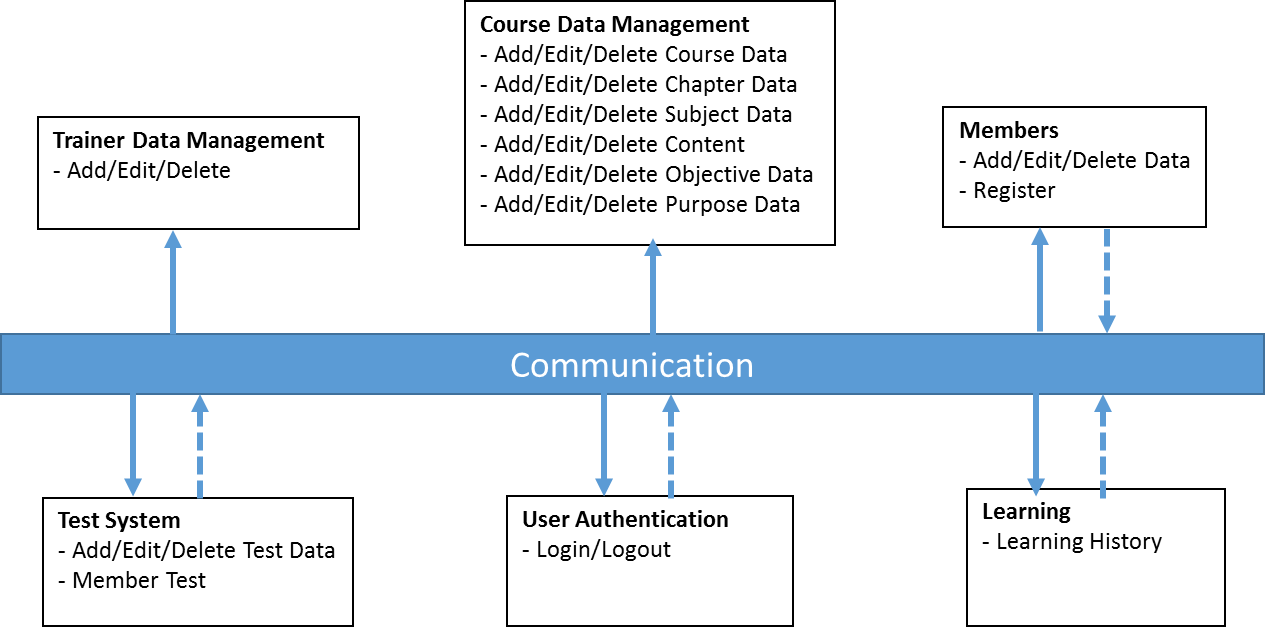 Course Data Management
- Add/Edit/Delete Course Data
- Add/Edit/Delete Chapter Data
- Add/Edit/Delete Subject Data
- Add/Edit/Delete Content
- Add/Edit/Delete Objective Data
- Add/Edit/Delete Purpose Data
Trainer Data Management
- Add/Edit/Delete
Members
- Add/Edit/Delete Data
- Register
Communication
Test System
- Add/Edit/Delete Test Data
- Member Test
User Authentication
- Login/Logout
Learning
- Learning History